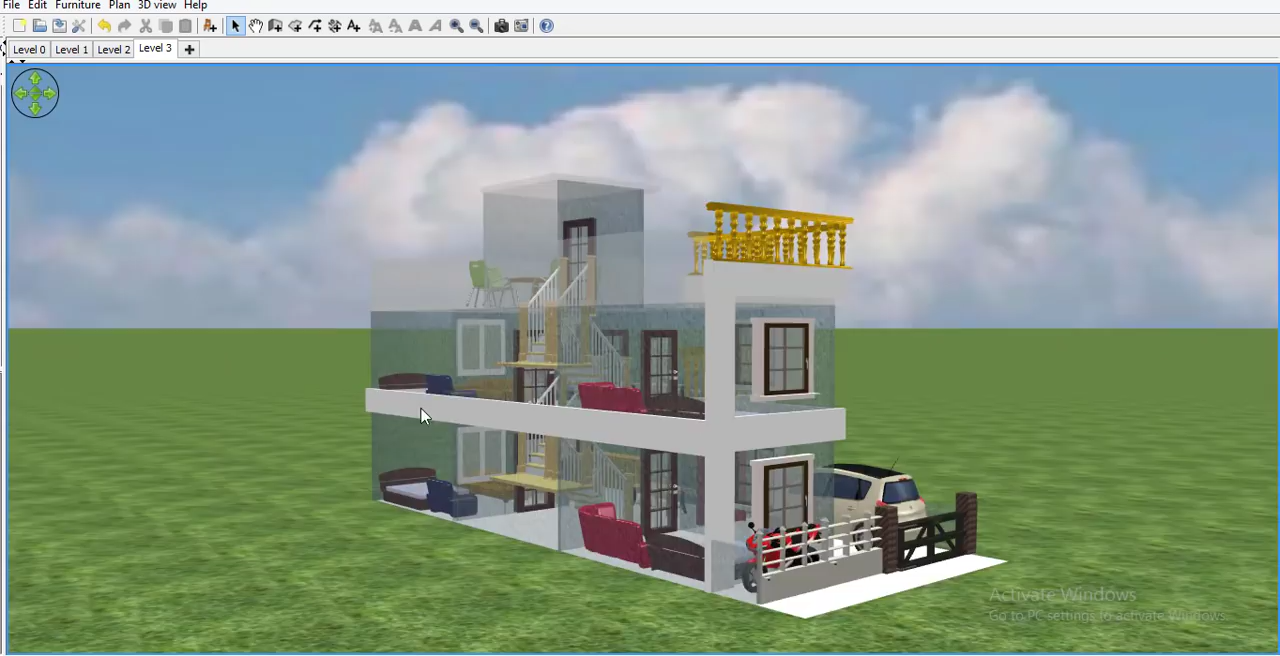 File Edit Furniture Plan 3D view Help
Level 0 Level 1 Level 2 Level 3
Activate Windows
Go to PC settings to activate Windows.